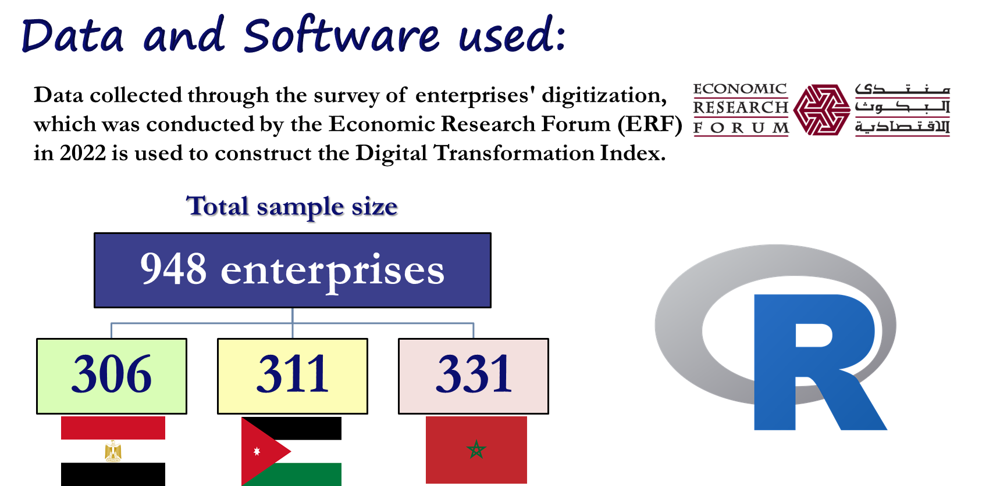 Data and Software used:
Data collected through the survey of enterprises' digitization,
which was conducted by the Economic Research Forum (ERF)
in 2022 is used to construct the Digital Transformation Index.
ECONOMIC
RESEARCH
FORUM
منتدى
البحوث
الاقتصادية
Total sample size
948 enterprises
306
311
331
R